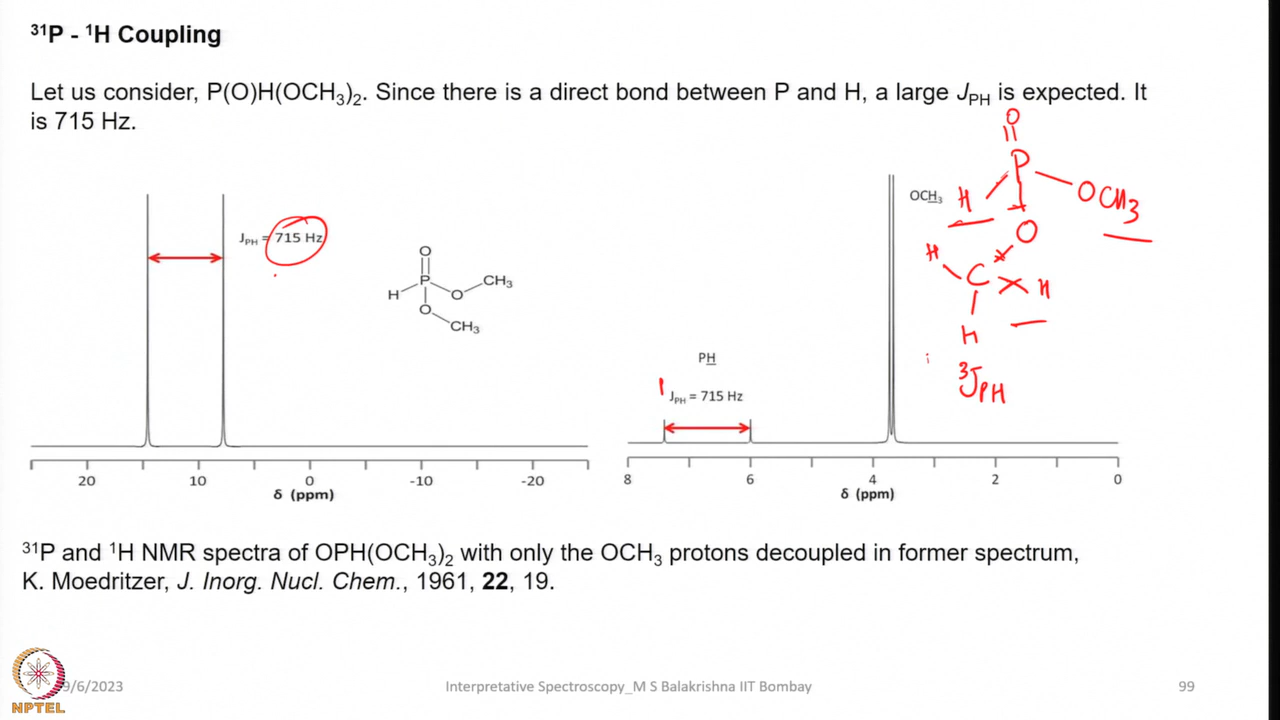 ³¹P - ¹H Coupling
Let us consider, P(O)H(OCH₃)₂. Since there is a direct bond between P and H, a large J_PH is expected. It
is 715 Hz.
J_PH = 715 Hz
O
H P O CH₃
O
CH₃
20 10 0 -10 -20
δ (ppm)
PH
1 J_PH = 715 Hz
OCH₃
8 6 4 2 0
δ (ppm)
O
P
H OCH₃
O
H C H
H
³J_PH
³¹P and ¹H NMR spectra of OPH(OCH₃)₂ with only the OCH₃ protons decoupled in former spectrum,
K. Moedritzer, J. Inorg. Nucl. Chem., 1961, 22, 19.
9/6/2023
Interpretative Spectroscopy_M S Balakrishna IIT Bombay
99
NPTEL